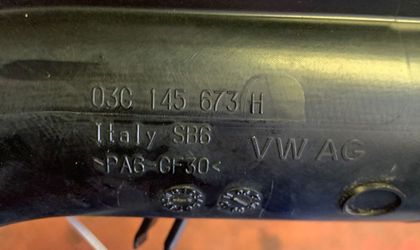 03C 145 673 H
Italy SB6
VW AG
>PA6-GF30<